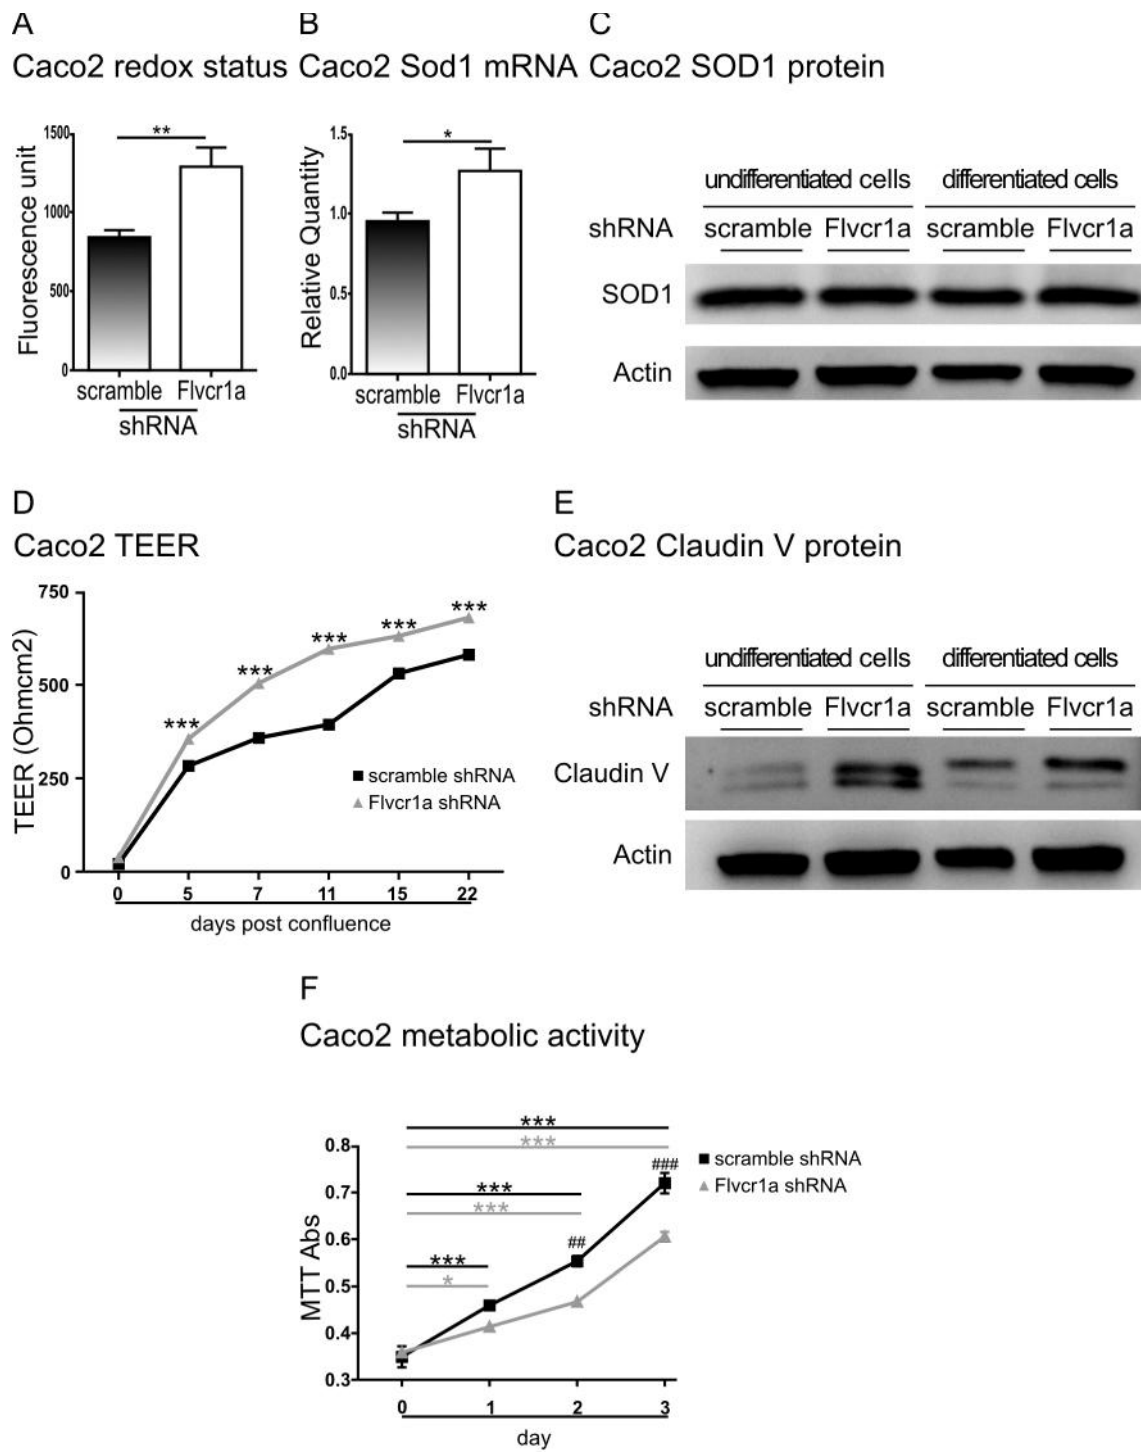 A
B
C
Caco2 redox status
Caco2 Sod1 mRNA
Caco2 SOD1 protein
Fluorescence unit
1500
1000
500
0
**
scramble
Flvcr1a
shRNA
Relative Quantity
1.5
1.0
0.5
0.0
*
scramble
Flvcr1a
shRNA
undifferentiated cells
differentiated cells
shRNA
scramble
Flvcr1a
scramble
Flvcr1a
SOD1
Actin
D
Caco2 TEER
TEER (Ohmcm2)
750
500
250
0
***
***
***
***
***
scramble shRNA
Flvcr1a shRNA
0
5
7
11
15
22
days post confluence
E
Caco2 Claudin V protein
undifferentiated cells
differentiated cells
shRNA
scramble
Flvcr1a
scramble
Flvcr1a
Claudin V
Actin
F
Caco2 metabolic activity
MTT Abs
0.8
0.7
0.6
0.5
0.4
0.3
***
***
***
***
***
*
##
###
scramble shRNA
Flvcr1a shRNA
0
1
2
3
day